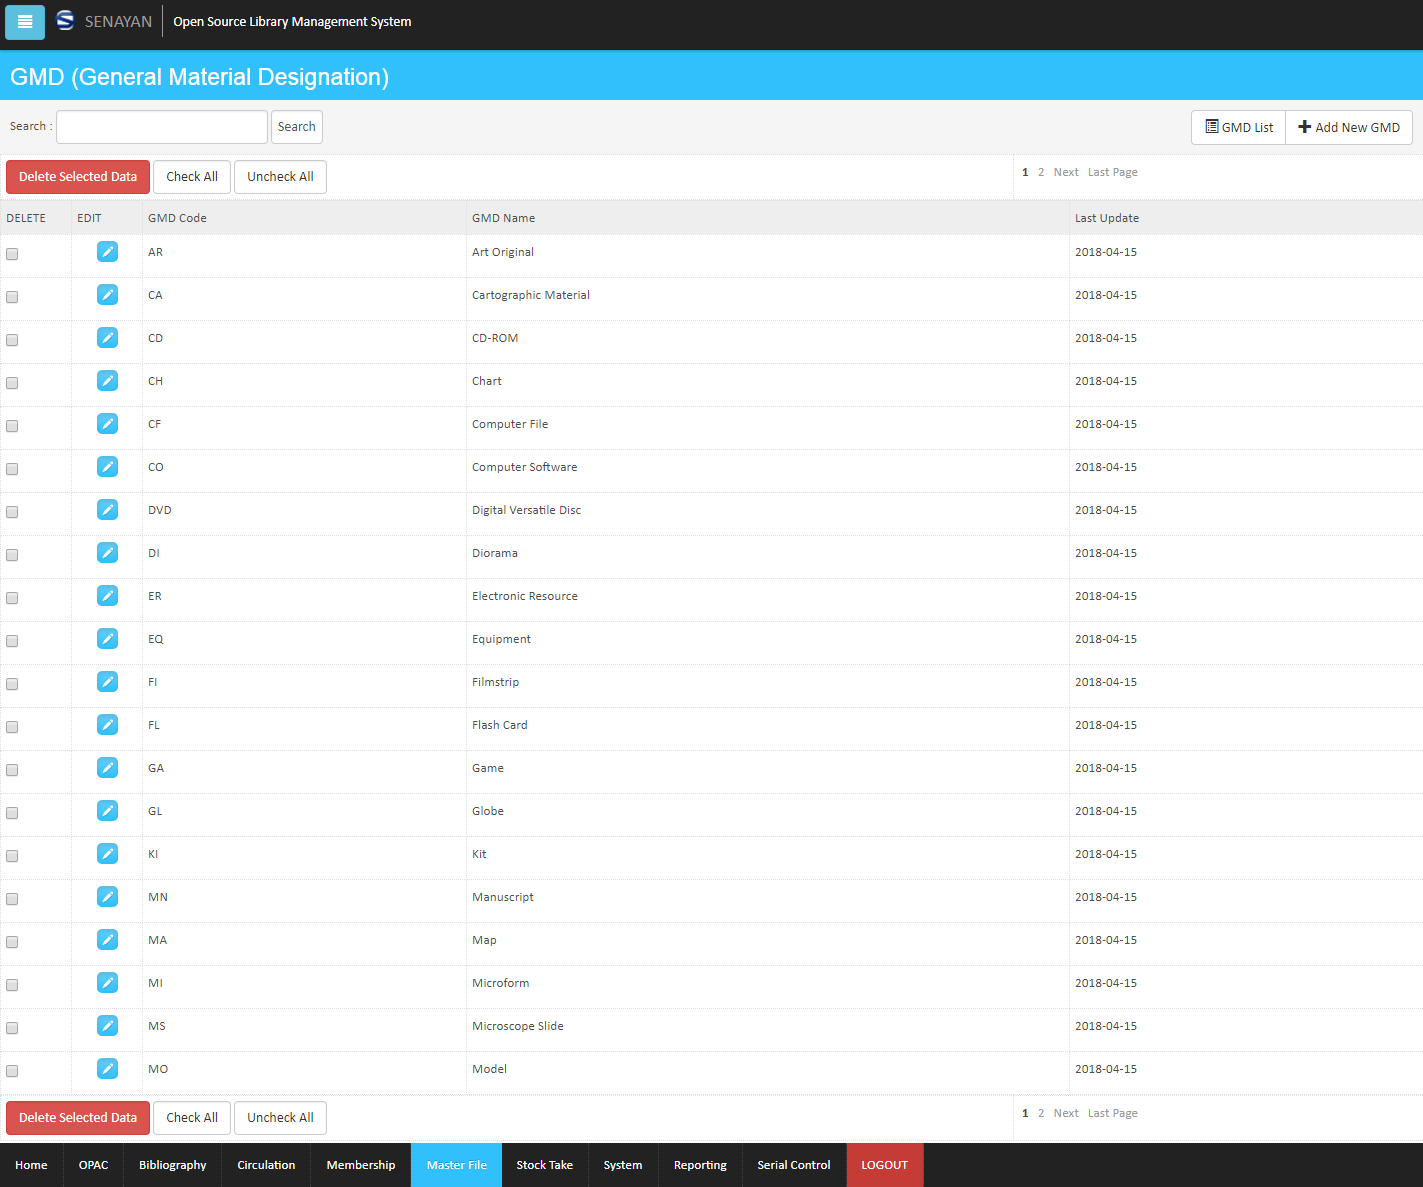 SENAYAN Open Source Library Management System
GMD (General Material Designation)
Search : Search GMD List Add New GMD
Delete Selected Data Check All Uncheck All 1 2 Next Last Page
DELETE EDIT GMD Code GMD Name Last Update
AR Art Original 2018-04-15
CA Cartographic Material 2018-04-15
CD CD-ROM 2018-04-15
CH Chart 2018-04-15
CF Computer File 2018-04-15
CO Computer Software 2018-04-15
DVD Digital Versatile Disc 2018-04-15
DI Diorama 2018-04-15
ER Electronic Resource 2018-04-15
EQ Equipment 2018-04-15
FI Filmstrip 2018-04-15
FL Flash Card 2018-04-15
GA Game 2018-04-15
GL Globe 2018-04-15
KI Kit 2018-04-15
MN Manuscript 2018-04-15
MA Map 2018-04-15
MI Microform 2018-04-15
MS Microscope Slide 2018-04-15
MO Model 2018-04-15
Delete Selected Data Check All Uncheck All 1 2 Next Last Page
Home OPAC Bibliography Circulation Membership Master File Stock Take System Reporting Serial Control LOGOUT